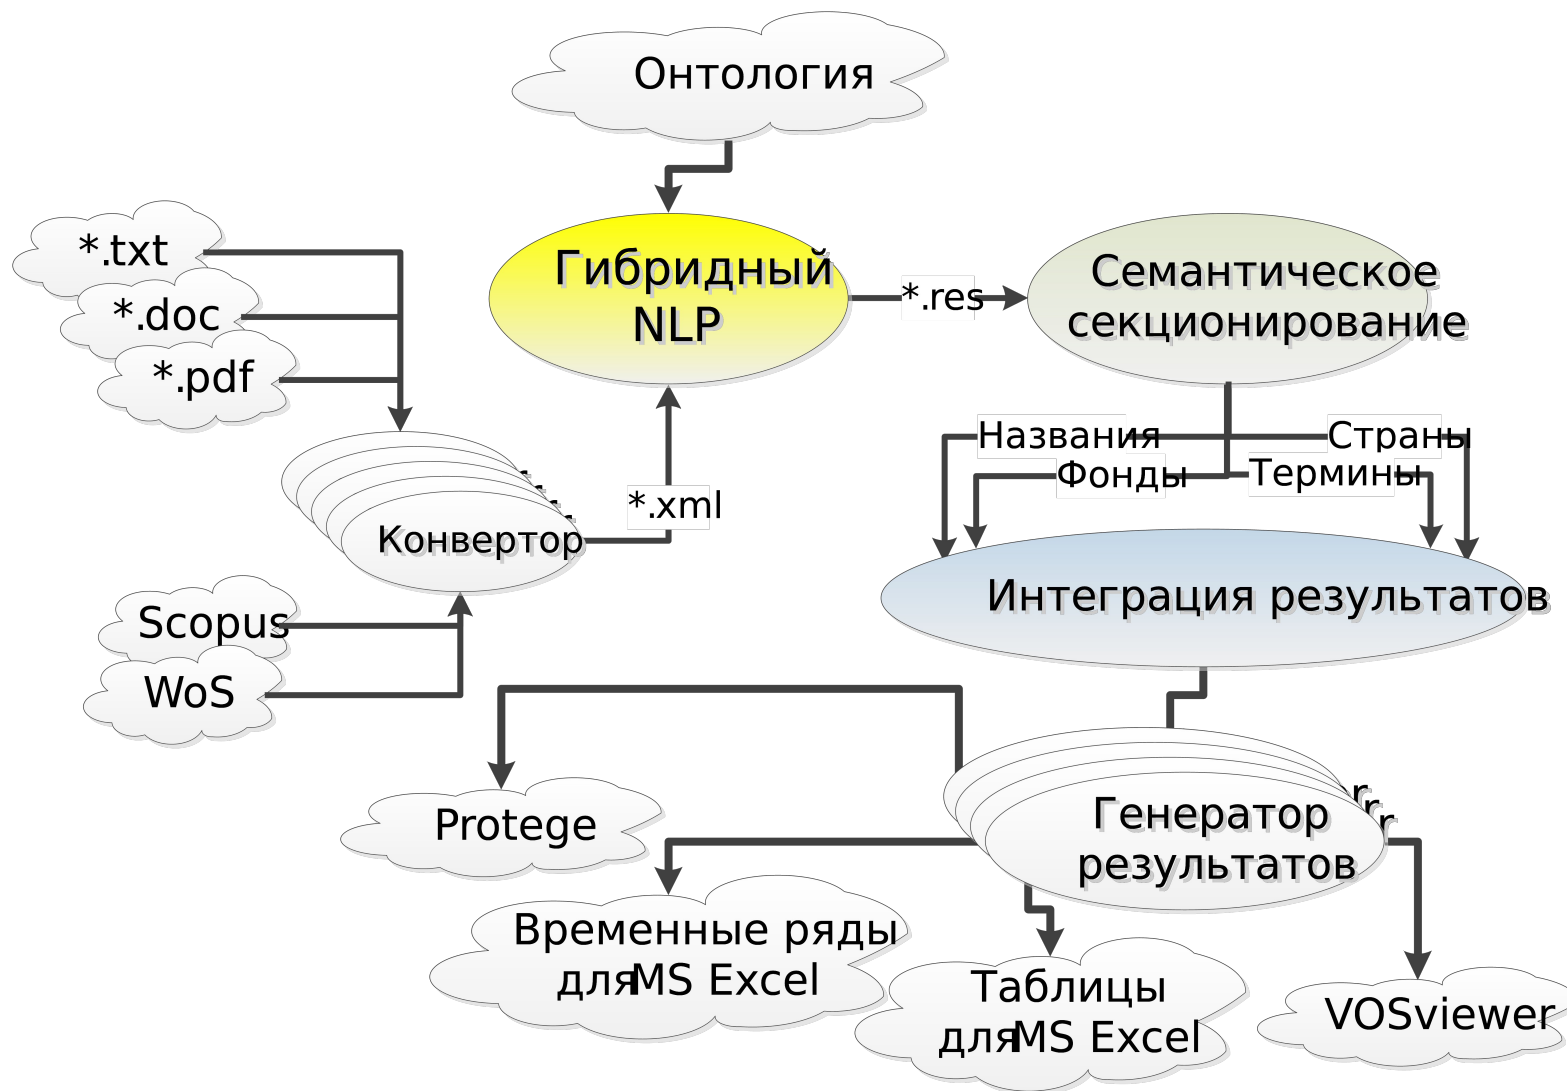 Онтология
*.txt
*.doc
*.pdf
Гибридный
NLP
*.res
Семантическое
секционирование
Названия
Страны
Фонды
Термины
*.xml
Конвертор
Интеграция результатов
Scopus
WoS
Protege
Генератор
результатов
r
r
r
Временные ряды
для MS Excel
Таблицы
для MS Excel
VOSviewer